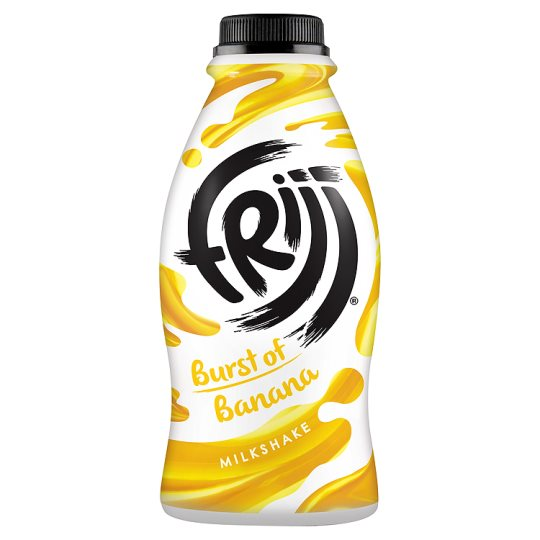 FRijj
®
Burst of
Banana
MILKSHAKE